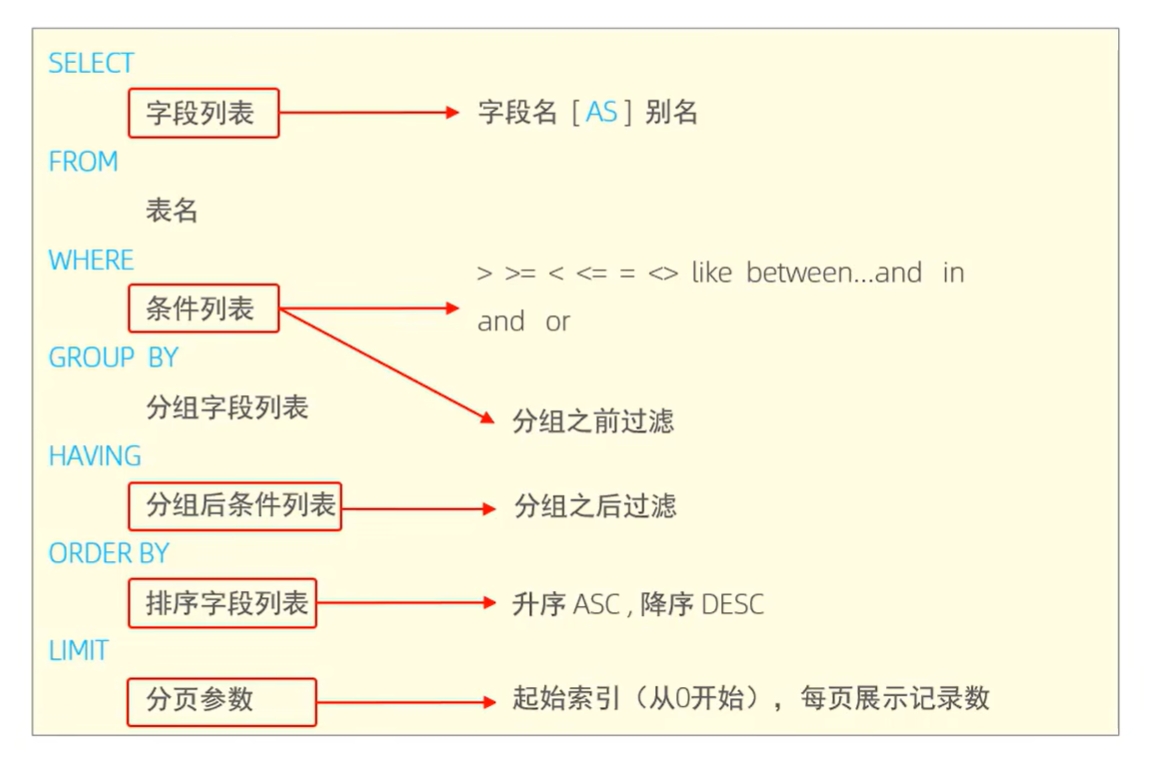 SELECT
字段列表 字段名 [ AS ] 别名
FROM
表名
WHERE
> >= < <= = <> like between...and in
条件列表
and or
GROUP BY
分组字段列表
分组之前过滤
HAVING
分组后条件列表 分组之后过滤
ORDER BY
排序字段列表 升序 ASC , 降序 DESC
LIMIT
分页参数 起始索引（从0开始），每页展示记录数